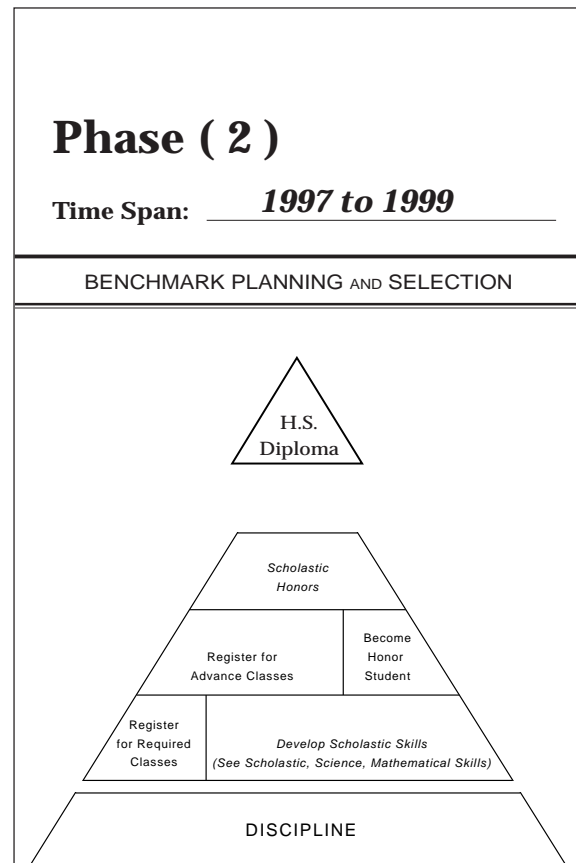 Phase ( 2 )
Time Span: 1997 to 1999
BENCHMARK PLANNING AND SELECTION
H.S.
Diploma
Scholastic
Honors
Register for
Advance Classes
Become
Honor
Student
Register
for Required
Classes
Develop Scholastic Skills
(See Scholastic, Science, Mathematical Skills)
DISCIPLINE